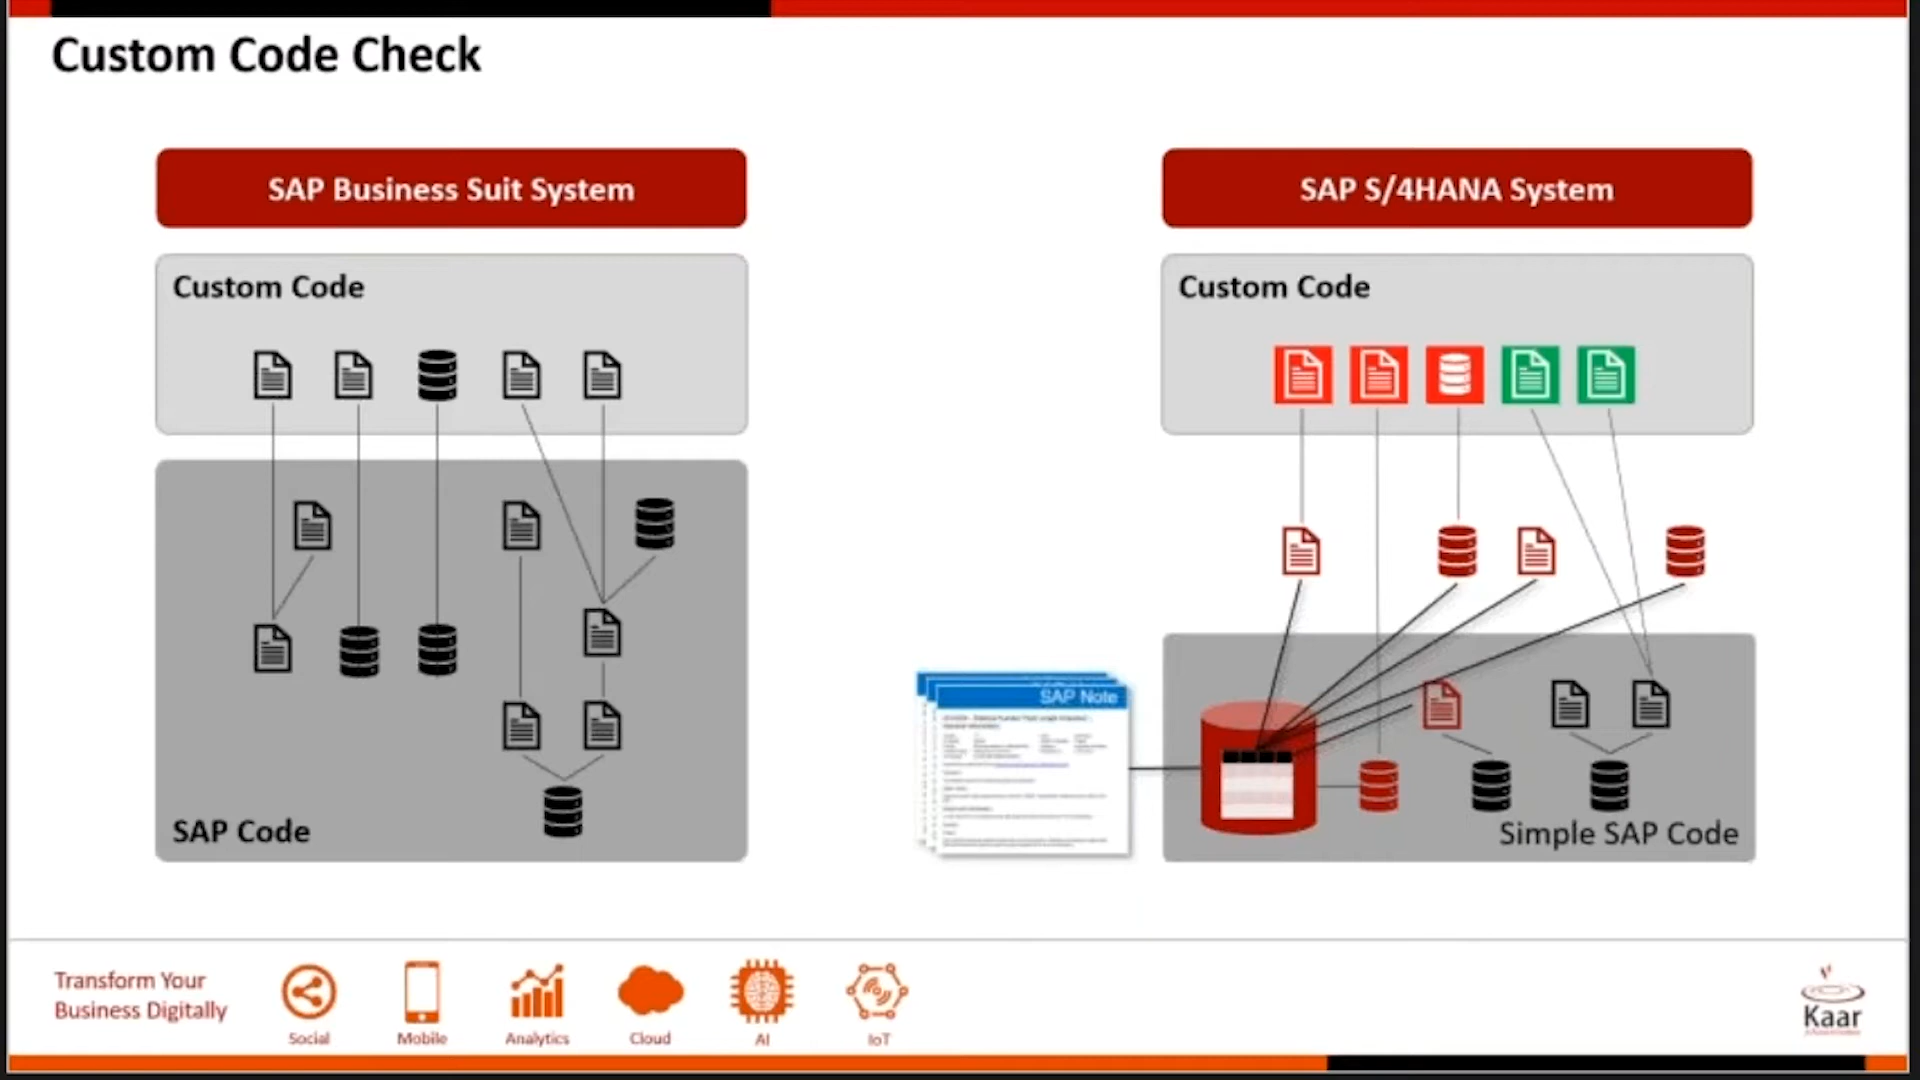 Custom Code Check
SAP Business Suit System
SAP S/4HANA System
Custom Code
Custom Code
SAP Note
SAP Code
Simple SAP Code
Transform Your
Business Digitally
Social
Mobile
Analytics
Cloud
AI
IoT
Kaar